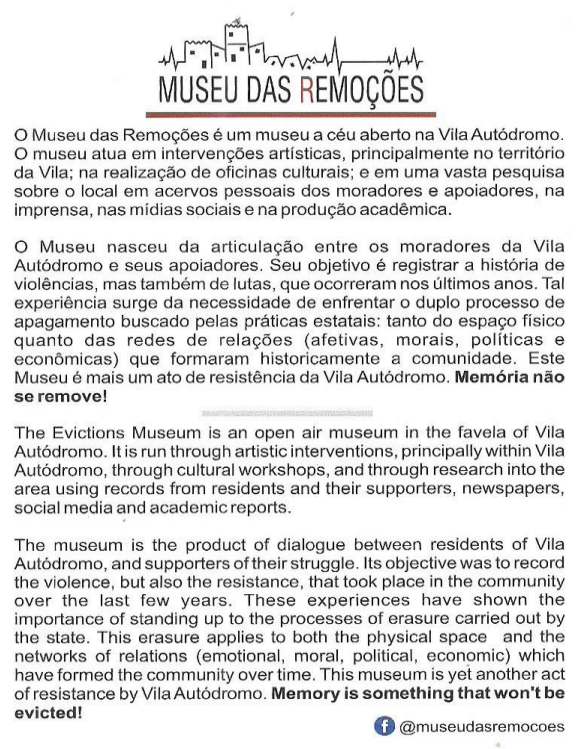 MUSEU DAS REMOÇÕES
O Museu das Remoções é um museu a céu aberto na Vila Autódromo.
O museu atua em intervenções artísticas, principalmente no território
da Vila; na realização de oficinas culturais; e em uma vasta pesquisa
sobre o local em acervos pessoais dos moradores e apoiadores, na
imprensa, nas mídias sociais e na produção acadêmica.
O Museu nasceu da articulação entre os moradores da Vila
Autódromo e seus apoiadores. Seu objetivo é registrar a história de
violências, mas também de lutas, que ocorreram nos últimos anos. Tal
experiência surge da necessidade de enfrentar o duplo processo de
apagamento buscado pelas práticas estatais: tanto do espaço físico
quanto das redes de relações (afetivas, morais, políticas e
econômicas) que formaram historicamente a comunidade. Este
Museu é mais um ato de resistência da Vila Autódromo. Memória não
se remove!
The Evictions Museum is an open air museum in the favela of Vila
Autódromo. It is run through artistic interventions, principally within Vila
Autódromo, through cultural workshops, and through research into the
area using records from residents and their supporters, newspapers,
social media and academic reports.
The museum is the product of dialogue between residents of Vila
Autódromo, and supporters of their struggle. Its objective was to record
the violence, but also the resistance, that took place in the community
over the last few years. These experiences have shown the
importance of standing up to the processes of erasure carried out by
the state. This erasure applies to both the physical space and the
networks of relations (emotional, moral, political, economic) which
have formed the community over time. This museum is yet another act
of resistance by Vila Autódromo. Memory is something that won't be
evicted!
@museudasremocoes